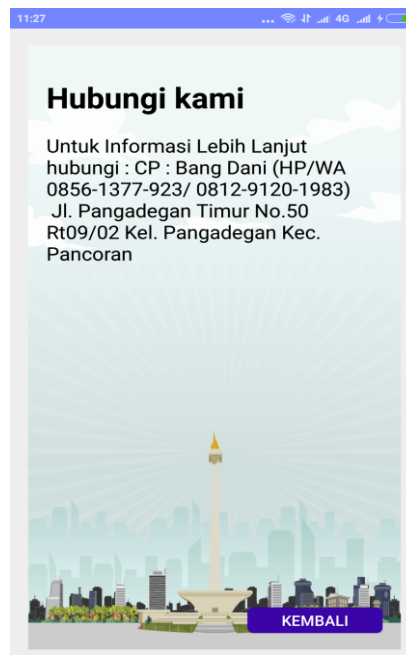 11:27
... 4G
Hubungi kami
Untuk Informasi Lebih Lanjut
hubungi : CP : Bang Dani (HP/WA
0856-1377-923/ 0812-9120-1983)
Jl. Pangadegan Timur No.50
Rt09/02 Kel. Pangadegan Kec.
Pancoran
KEMBALI